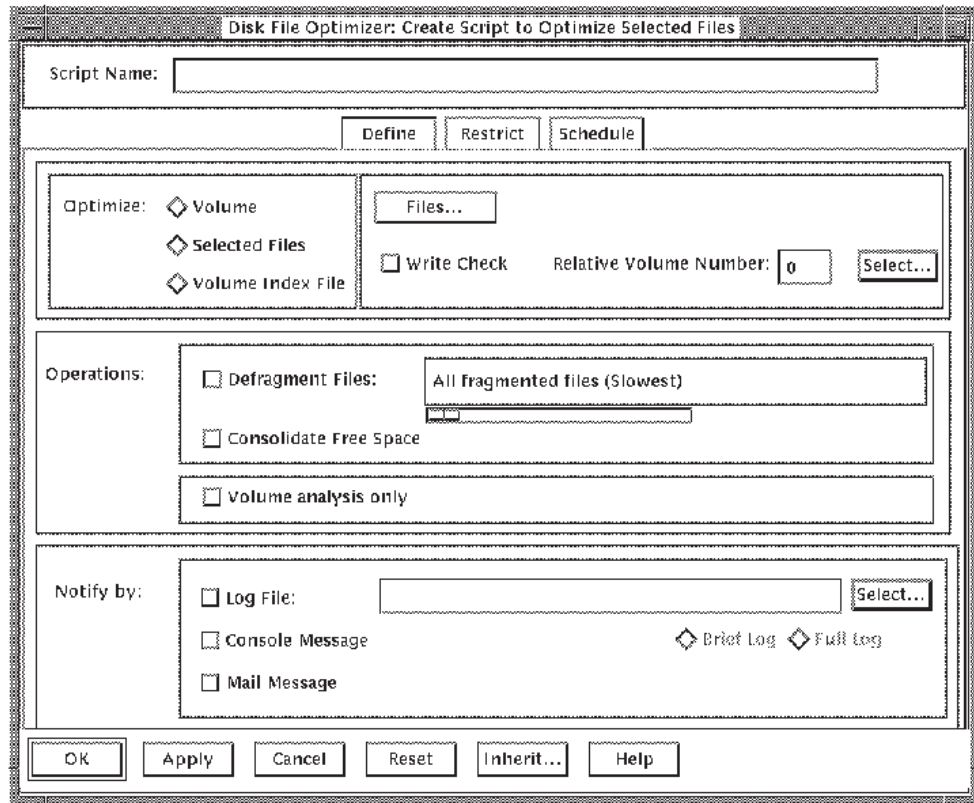 Disk File Optimizer: Create Script to Optimize Selected Files
Script Name:
Define Restrict Schedule
Optimize: Volume
Selected Files
Volume Index File
Files...
Write Check Relative Volume Number: 0 Select...
Operations: Defragment Files: All fragmented files (Slowest)
Consolidate Free Space
Volume analysis only
Notify by: Log File: Select...
Console Message Brief Log Full Log
Mail Message
OK Apply Cancel Reset Inherit... Help